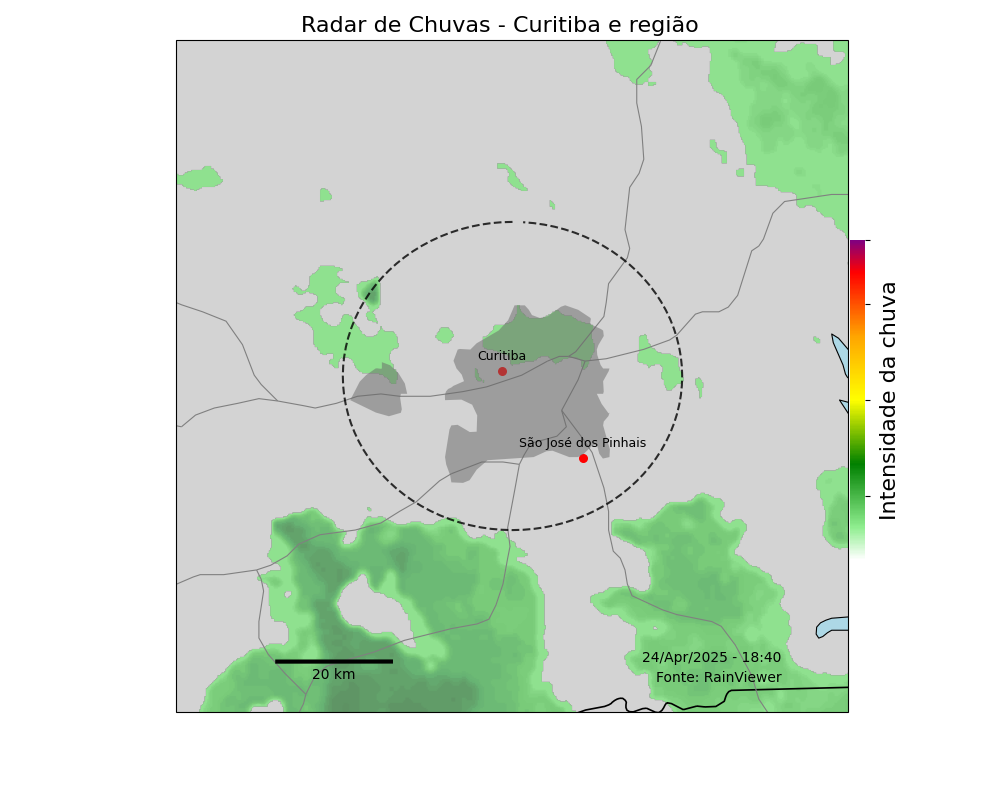 Radar de Chuvas - Curitiba e região
Curitiba
São José dos Pinhais
Intensidade da chuva
24/Apr/2025 - 18:40
Fonte: RainViewer
20 km